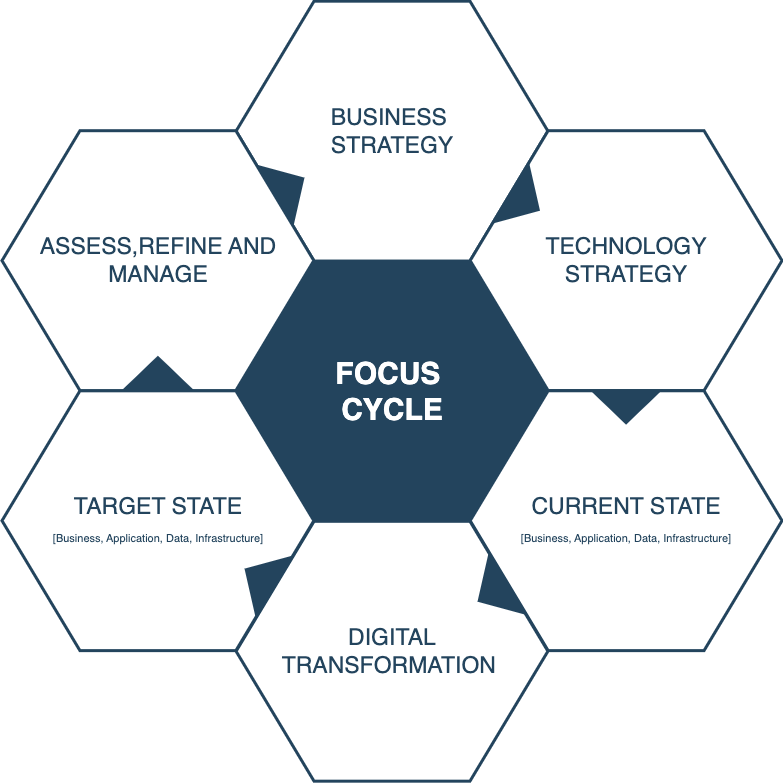 BUSINESS
STRATEGY
TECHNOLOGY
STRATEGY
CURRENT STATE
[Business, Application, Data, Infrastructure]
DIGITAL
TRANSFORMATION
TARGET STATE
[Business, Application, Data, Infrastructure]
ASSESS,REFINE AND
MANAGE
FOCUS
CYCLE